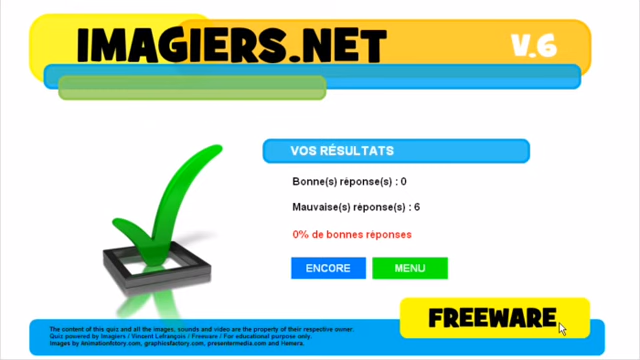 IMAGIERS.NET
V.6
VOS RÉSULTATS
Bonne(s) réponse(s) : 0
Mauvaise(s) réponse(s) : 6
0% de bonnes réponses
ENCORE
MENU
FREEWARE
The content of this quiz and all the images, sounds and video are the property of their respective owner.
Quiz powered by Imagiers / Vincent Lefrançois / Freeware / For educational purpose only.
Images by Animationfactory.com, graphicsfactory.com, presentermedia.com and Hemera.